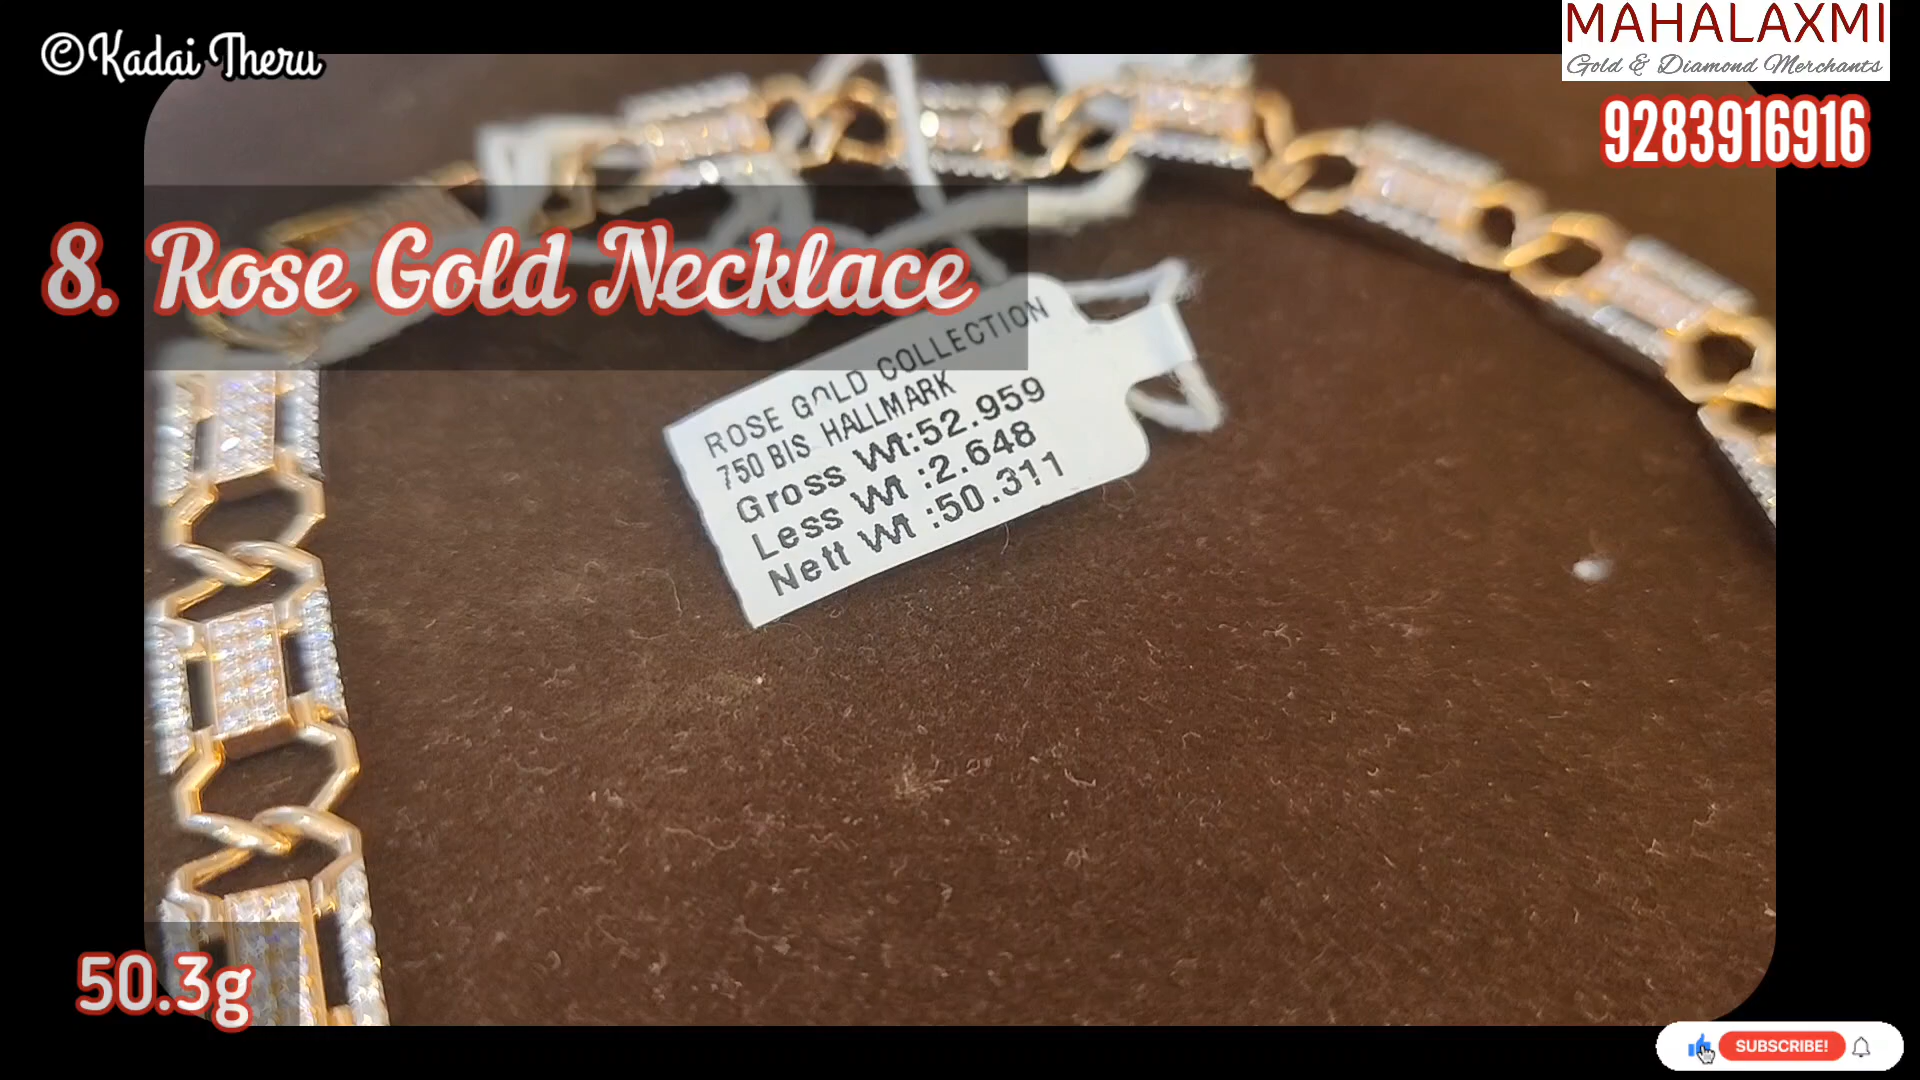 ©Kadai Theru
MAHALAXMI
Gold & Diamond Merchants
9283916916
8. Rose Gold Necklace
ROSE GOLD COLLECTION
750 BIS HALLMARK
Gross Wt:52.959
Less Wt :2.648
Nett Wt :50.311
50.3g
SUBSCRIBE!